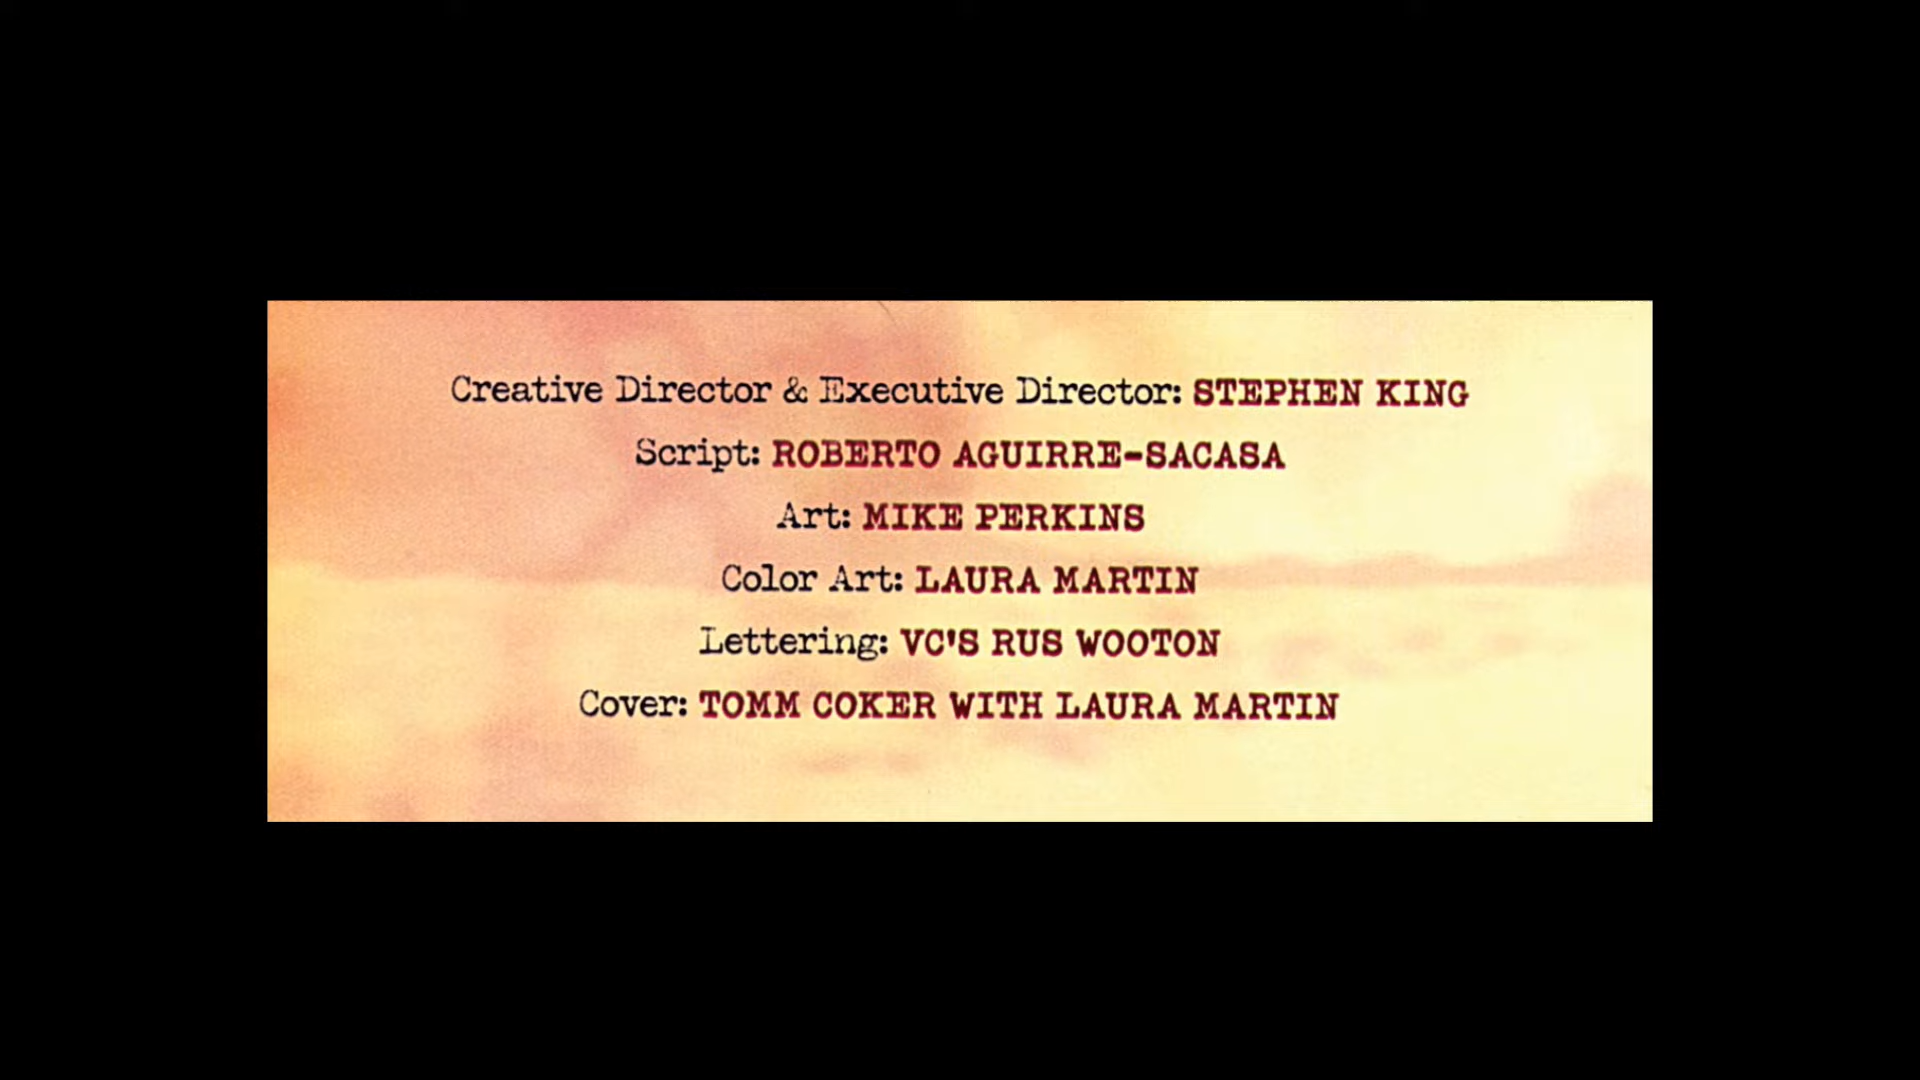 Creative Director & Executive Director: STEPHEN KING
Script: ROBERTO AGUIRRE-SACASA
Art: MIKE PERKINS
Color Art: LAURA MARTIN
Lettering: VC'S RUS WOOTON
Cover: TOMM COKER WITH LAURA MARTIN